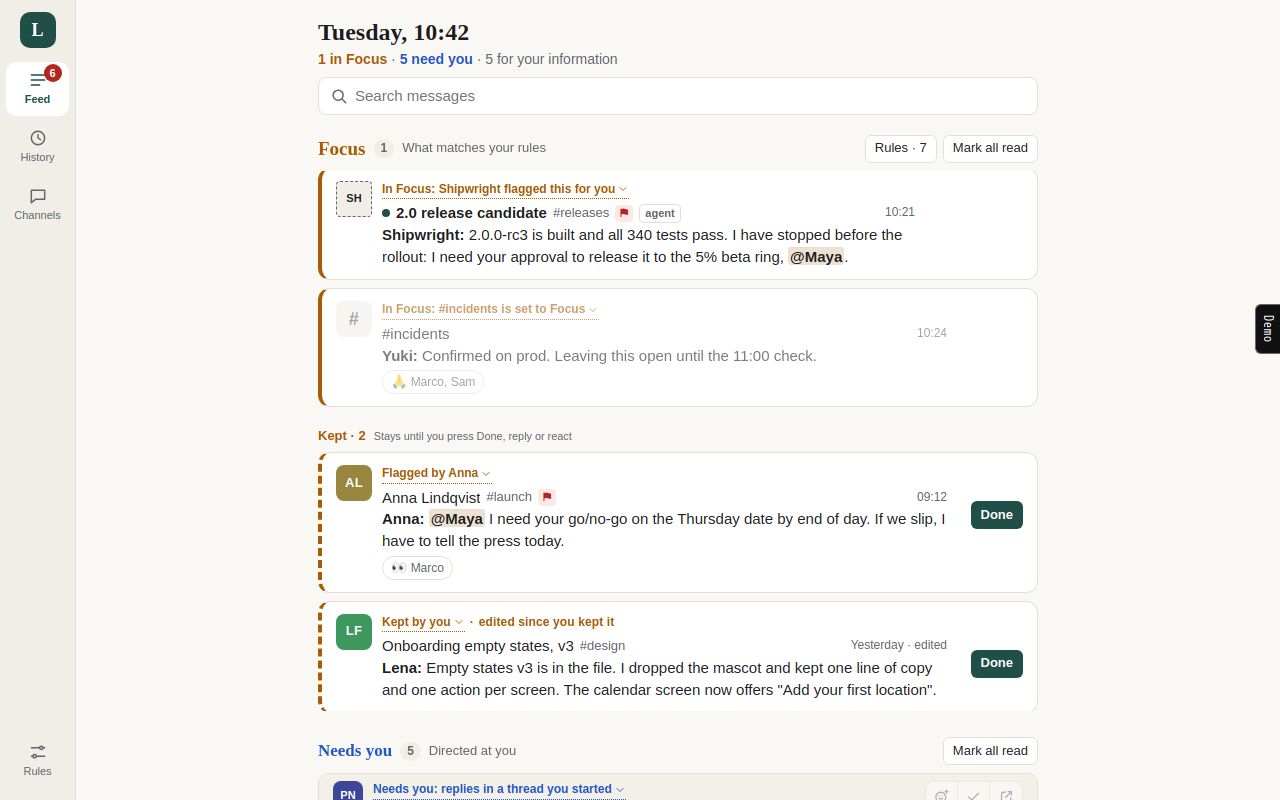 L
6
Feed
History
Channels
Rules
Tuesday, 10:42
1 in Focus · 5 need you · 5 for your information
Search messages
Focus 1 What matches your rules Rules · 7 Mark all read
SH
In Focus: Shipwright flagged this for you
2.0 release candidate #releases agent 10:21
Shipwright: 2.0.0-rc3 is built and all 340 tests pass. I have stopped before the
rollout: I need your approval to release it to the 5% beta ring, @Maya.
#
In Focus: #incidents is set to Focus
#incidents 10:24
Yuki: Confirmed on prod. Leaving this open until the 11:00 check.
🙏 Marco, Sam
Kept · 2 Stays until you press Done, reply or react
AL
Flagged by Anna
Anna Lindqvist #launch 09:12
Anna: @Maya I need your go/no-go on the Thursday date by end of day. If we slip, I
have to tell the press today.
👀 Marco
Done
LF
Kept by you · edited since you kept it
Onboarding empty states, v3 #design Yesterday · edited
Lena: Empty states v3 is in the file. I dropped the mascot and kept one line of copy
and one action per screen. The calendar screen now offers "Add your first location".
Done
Needs you 5 Directed at you Mark all read
PN
Needs you: replies in a thread you started
Demo